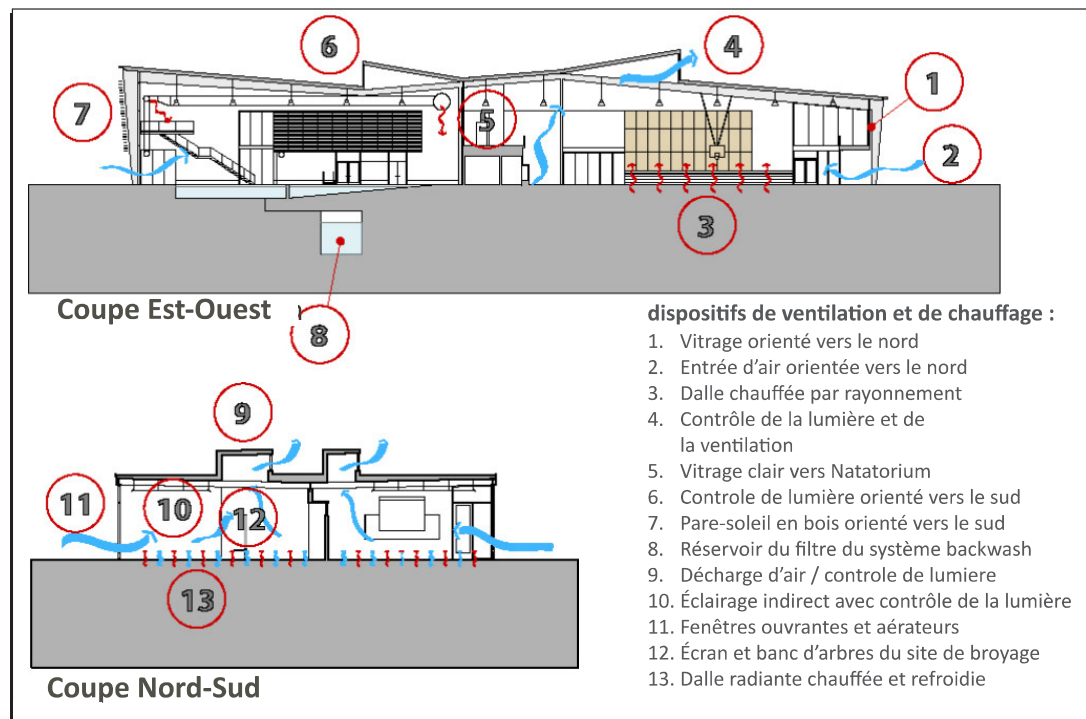 6
4
1
7
5
2
3
Coupe Est-Ouest
8
dispositifs de ventilation et de chauffage :
1. Vitrage orienté vers le nord
2. Entrée d'air orientée vers le nord
3. Dalle chauffée par rayonnement
4. Contrôle de la lumière et de
la ventilation
5. Vitrage clair vers Natatorium
6. Controle de lumière orienté vers le sud
7. Pare-soleil en bois orienté vers le sud
8. Réservoir du filtre du système backwash
9. Décharge d'air / controle de lumiere
10. Éclairage indirect avec contrôle de la lumière
11. Fenêtres ouvrantes et aérateurs
12. Écran et banc d'arbres du site de broyage
13. Dalle radiante chauffée et refroidie
9
11
10
12
13
Coupe Nord-Sud